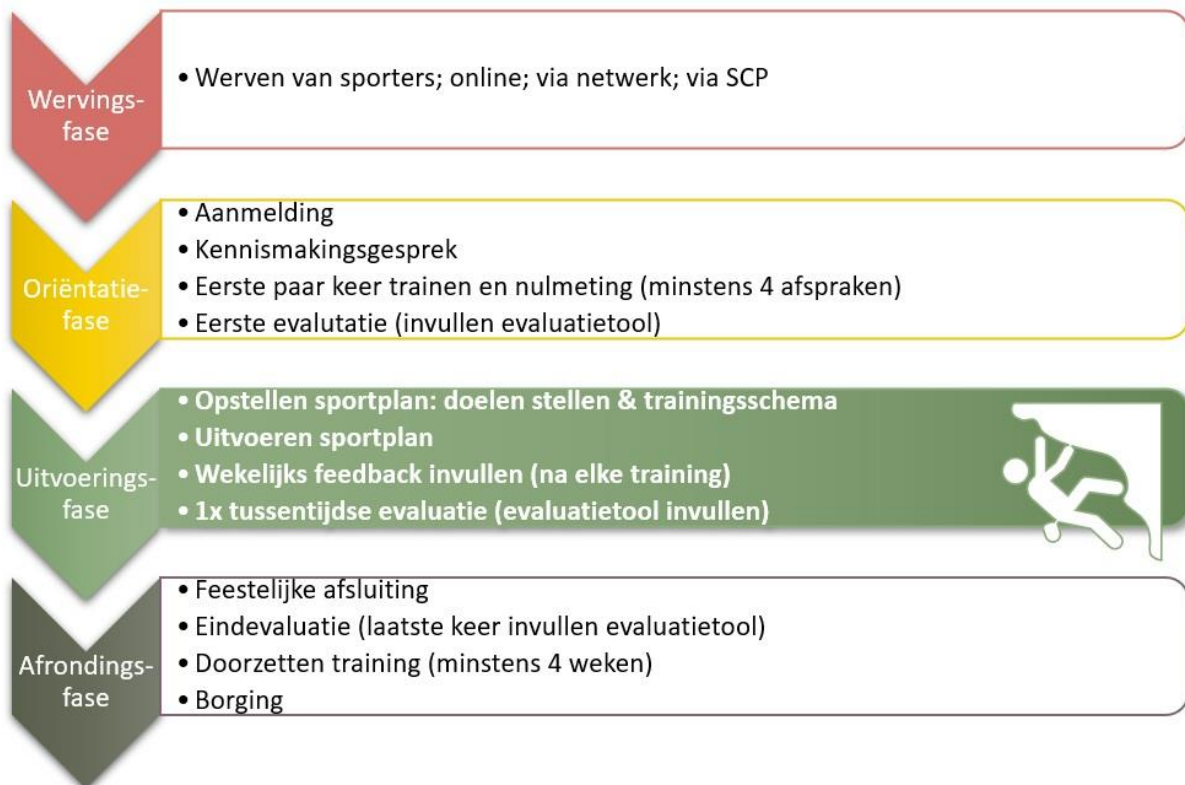 Wervings-
fase
• Werven van sporters; online; via netwerk; via SCP
Oriëntatie-
fase
• Aanmelding
• Kennismakingsgesprek
• Eerste paar keer trainen en nulmeting (minstens 4 afspraken)
• Eerste evalutatie (invullen evaluatietool)
Uitvoerings-
fase
• Opstellen sportplan: doelen stellen & trainingsschema
• Uitvoeren sportplan
• Wekelijks feedback invullen (na elke training)
• 1x tussentijdse evaluatie (evaluatietool invullen)
Afrondings-
fase
• Feestelijke afsluiting
• Eindevaluatie (laatste keer invullen evaluatietool)
• Doorzetten training (minstens 4 weken)
• Borging